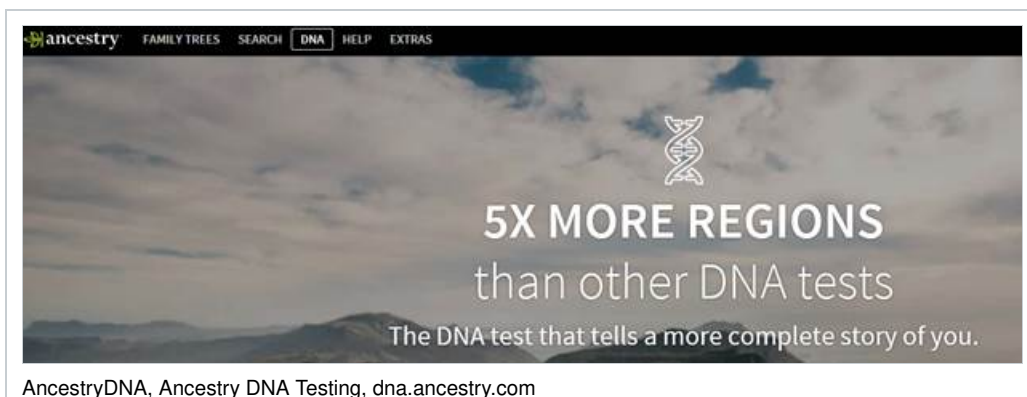 ancestry FAMILY TREES SEARCH DNA HELP EXTRAS
5X MORE REGIONS
than other DNA tests
The DNA test that tells a more complete story of you.
AncestryDNA, Ancestry DNA Testing, dna.ancestry.com